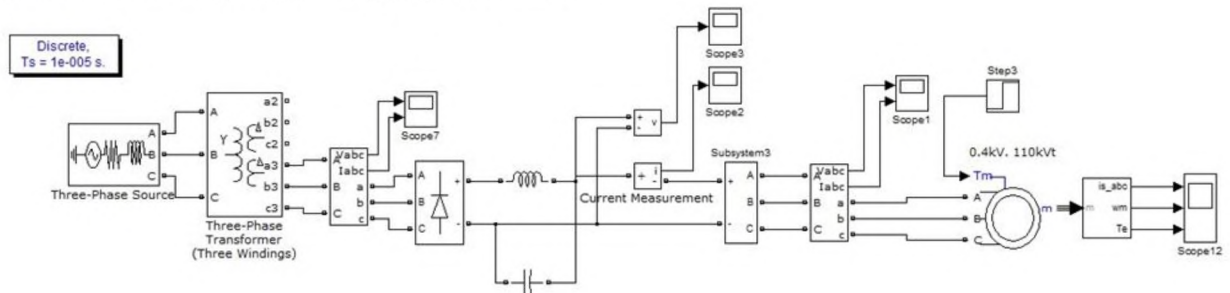 Discrete,
Ts = 1e-005 s.
A
B
C
Three-Phase Source
A
B
C
Y
Δ
Δ
a2
b2
c2
a3
b3
c3
Three-Phase
Transformer
(Three Windings)
Vabc
Iabc
A
B
C
a
b
c
Scope7
A
B
C
+
-
+
-
v
Scope3
+
-
i
Current Measurement
Scope2
Subsystem3
+
-
A
B
C
Vabc
Iabc
A
B
C
a
b
c
Scope1
Step3
0.4kV. 110kVt
Tm
A
B
C
m
m
is_abc
wm
Te
Scope12